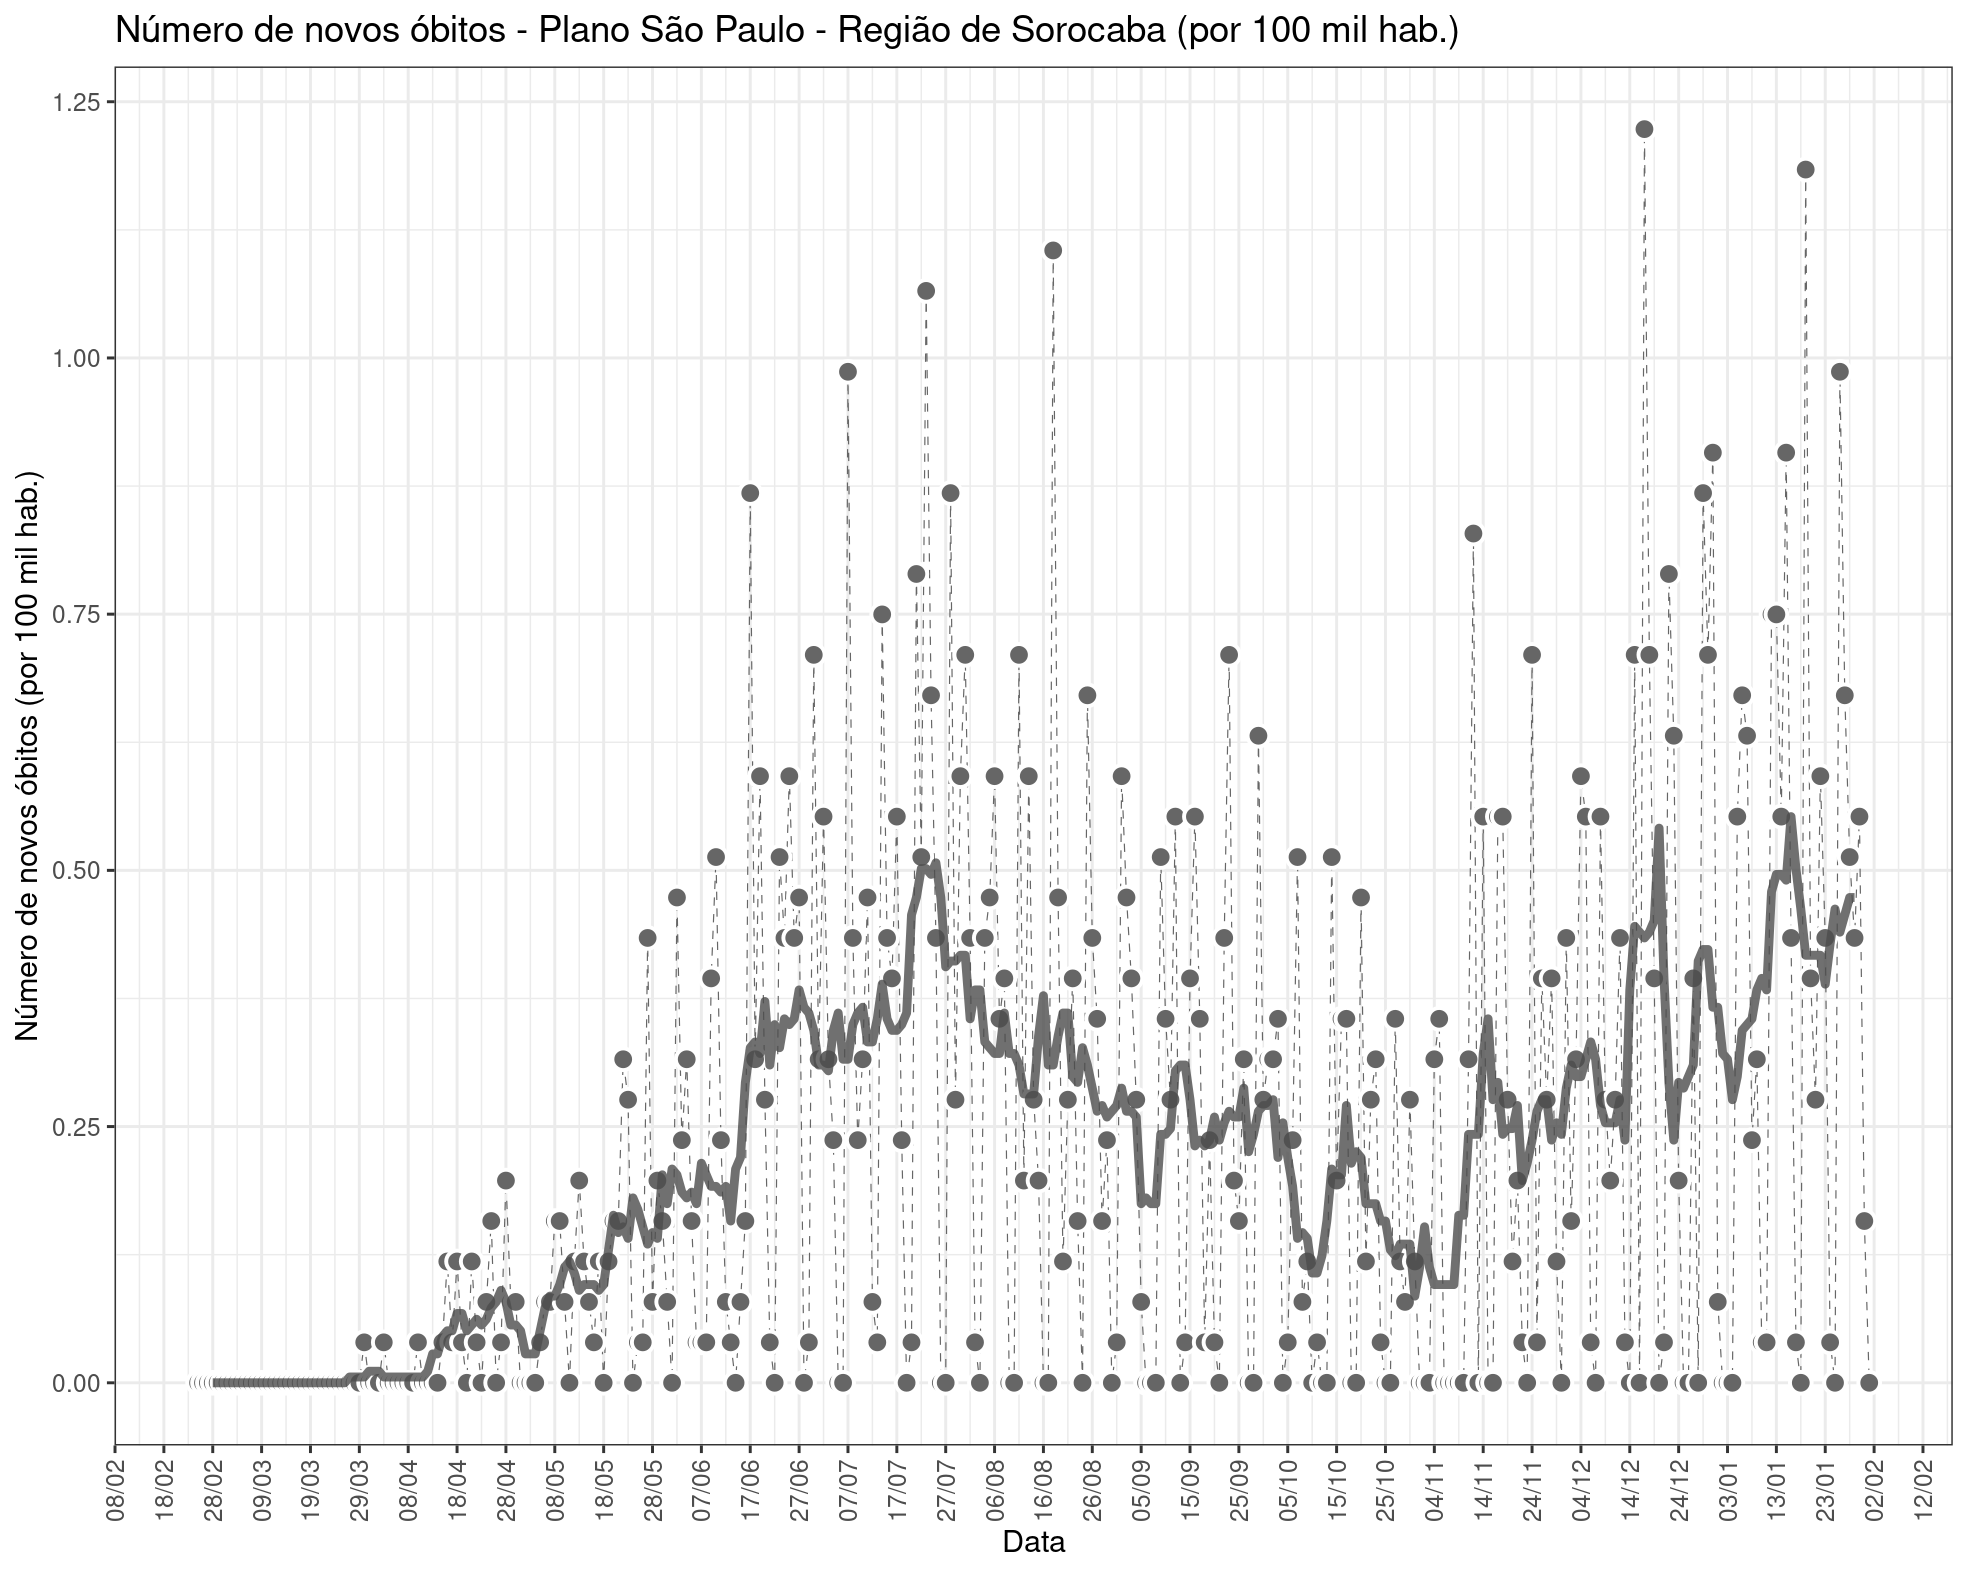 Número de novos óbitos - Plano São Paulo - Região de Sorocaba (por 100 mil hab.)
Número de novos óbitos (por 100 mil hab.)
1.25
1.00
0.75
0.50
0.25
0.00
08/02 18/02 28/02 09/03 19/03 29/03 08/04 18/04 28/04 08/05 18/05 28/05 07/06 17/06 27/06 07/07 17/07 27/07 06/08 16/08 26/08 05/09 15/09 25/09 05/10 15/10 25/10 04/11 14/11 24/11 04/12 14/12 24/12 03/01 13/01 23/01 02/02 12/02
Data